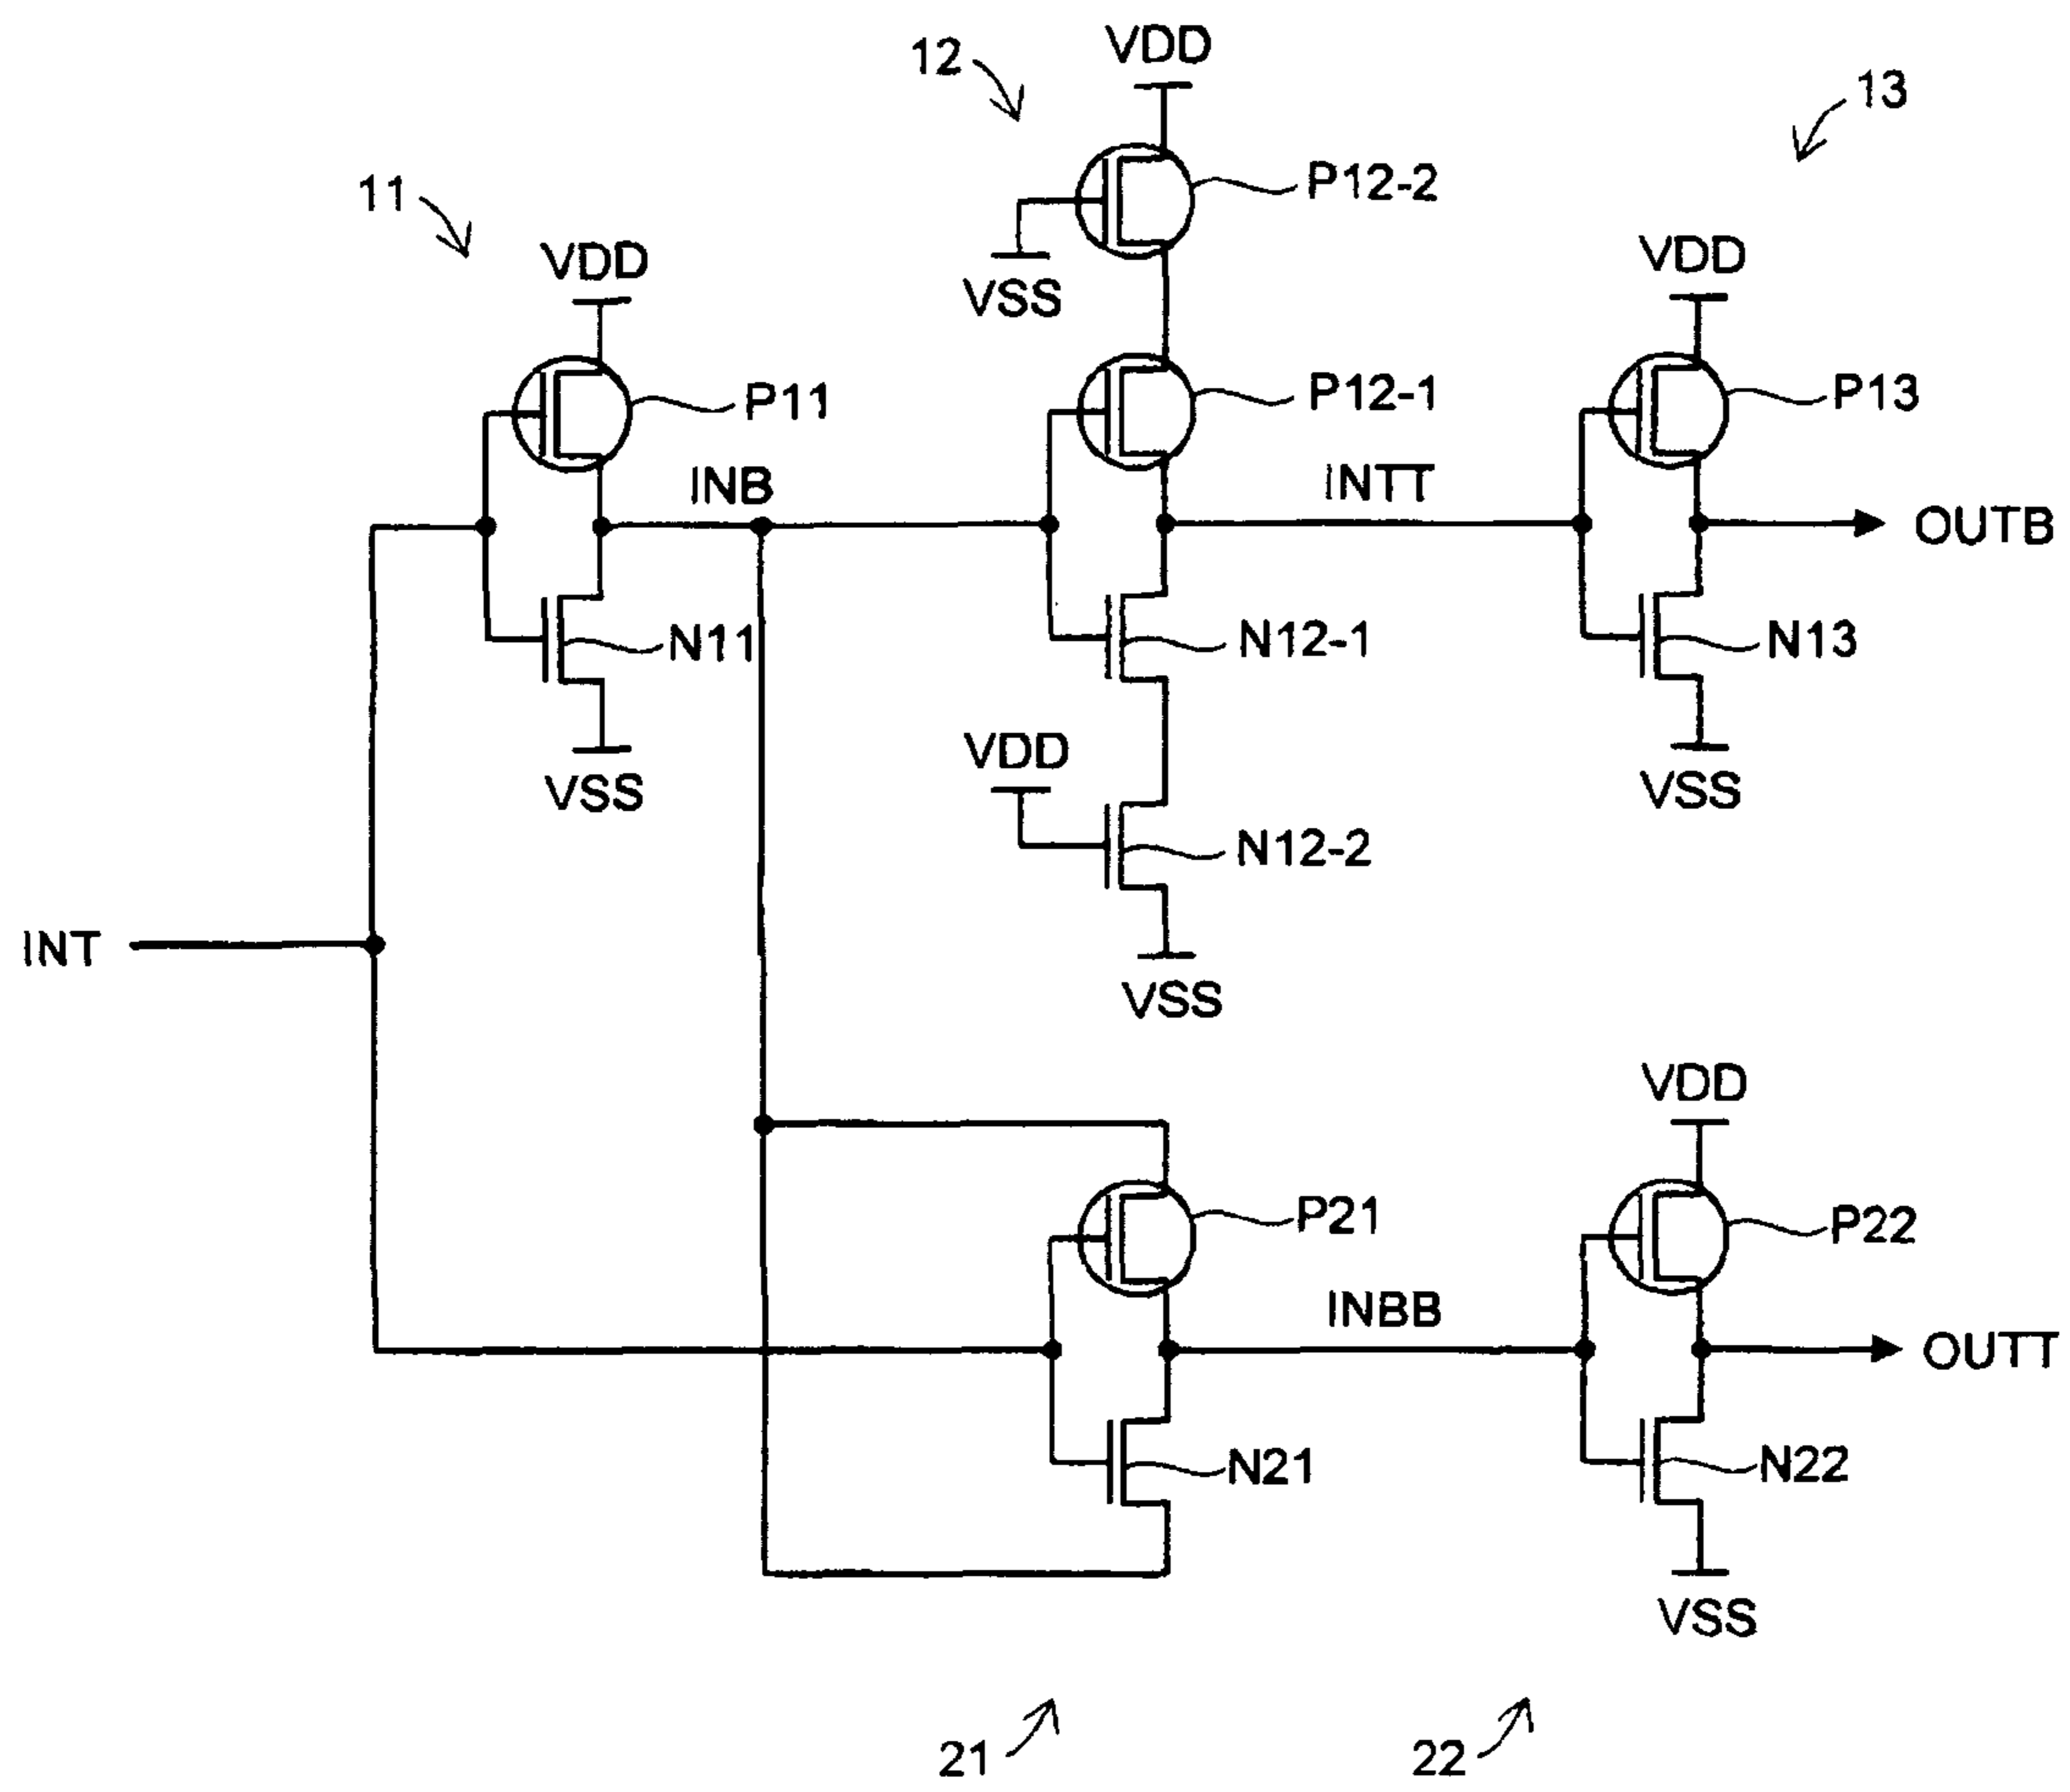 VDD
12
13
P12-2
11
VDD
VSS
VDD
P11
P12-1
P13
INB
INTT
OUTB
N11
N12-1
N13
VDD
VSS
VSS
N12-2
INT
VSS
VDD
P21
P22
INBB
OUTT
N21
N22
VSS
21
22